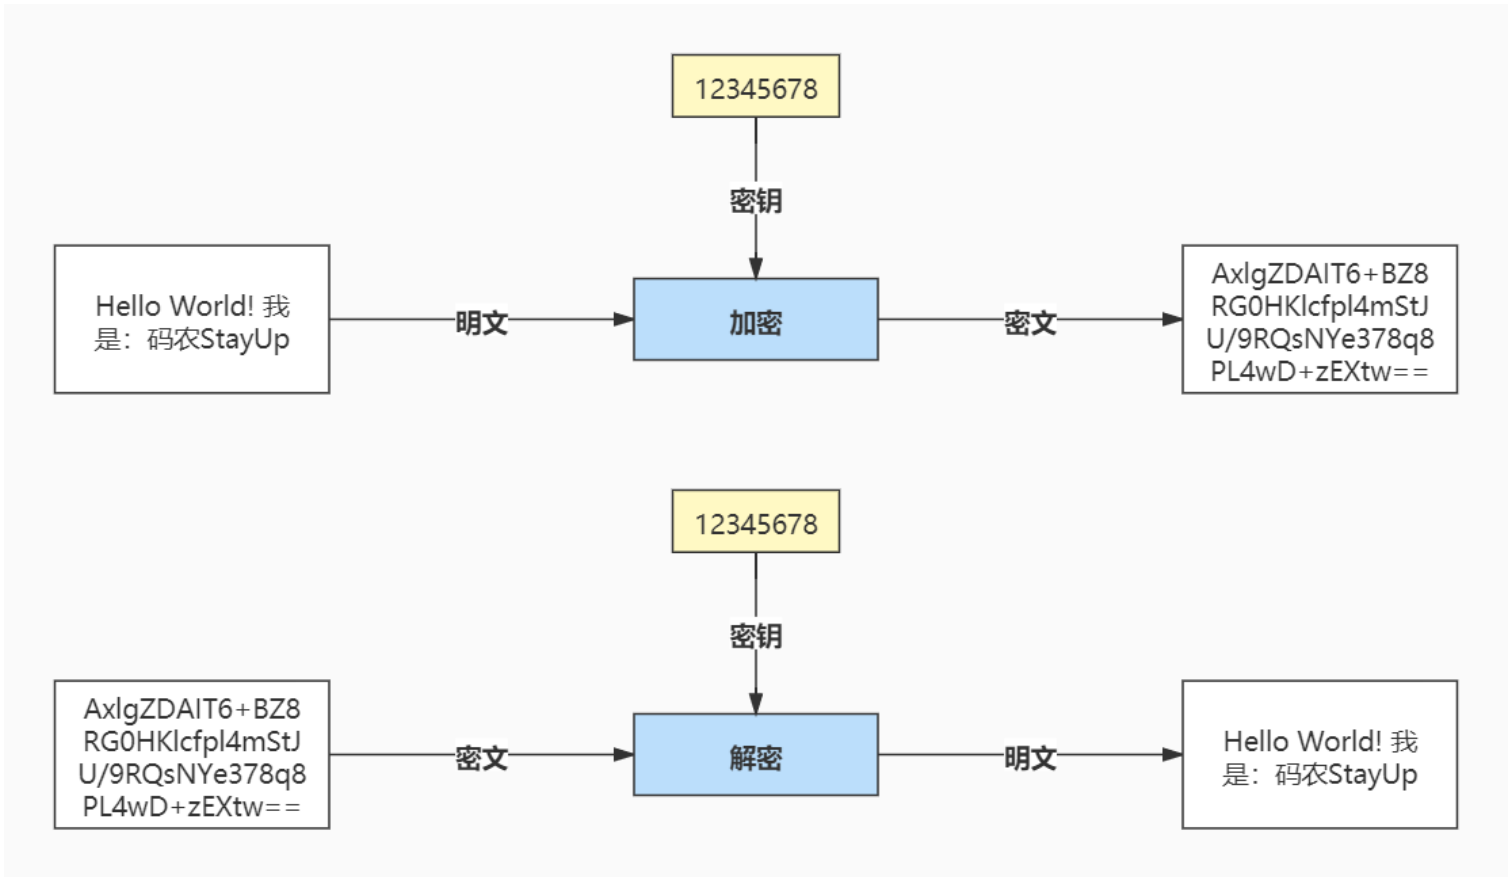 12345678
密钥
Hello World! 我
是：码农StayUp
明文
加密
密文
AxlgZDAIT6+BZ8
RG0HKlcfpl4mStJ
U/9RQsNYe378q8
PL4wD+zEXtw==
12345678
密钥
AxlgZDAIT6+BZ8
RG0HKlcfpl4mStJ
U/9RQsNYe378q8
PL4wD+zEXtw==
密文
解密
明文
Hello World! 我
是：码农StayUp